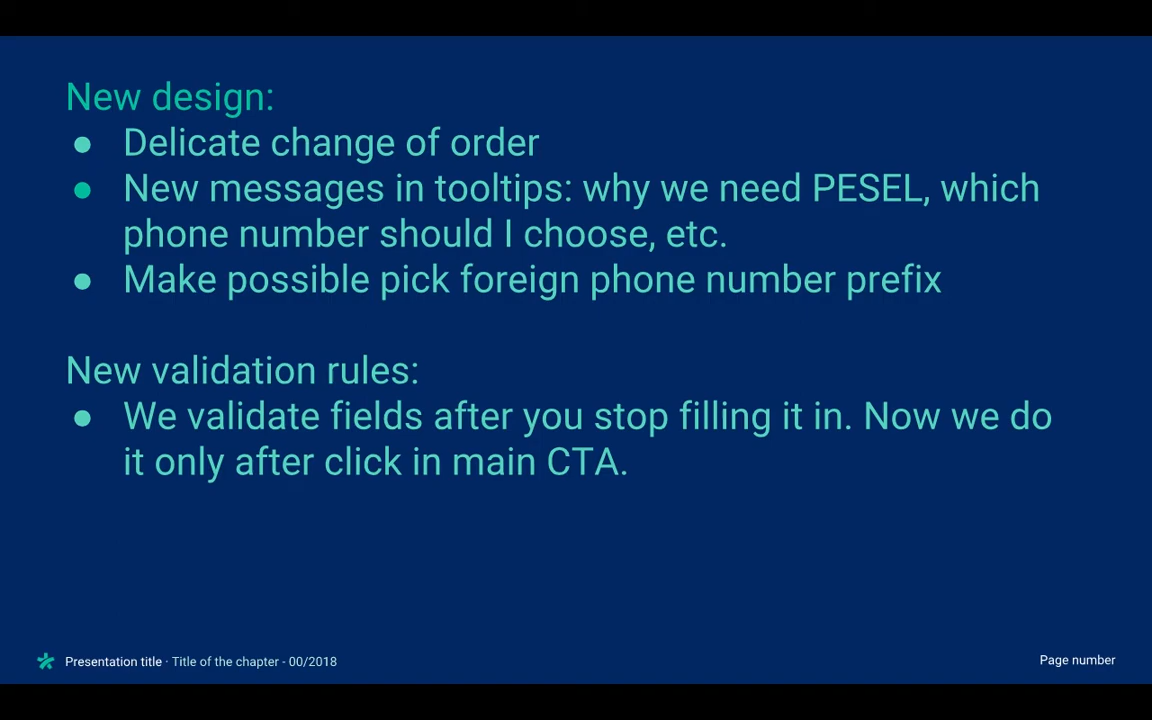 New design:
● Delicate change of order
● New messages in tooltips: why we need PESEL, which
phone number should I choose, etc.
● Make possible pick foreign phone number prefix
New validation rules:
● We validate fields after you stop filling it in. Now we do
it only after click in main CTA.
Presentation title · Title of the chapter - 00/2018
Page number